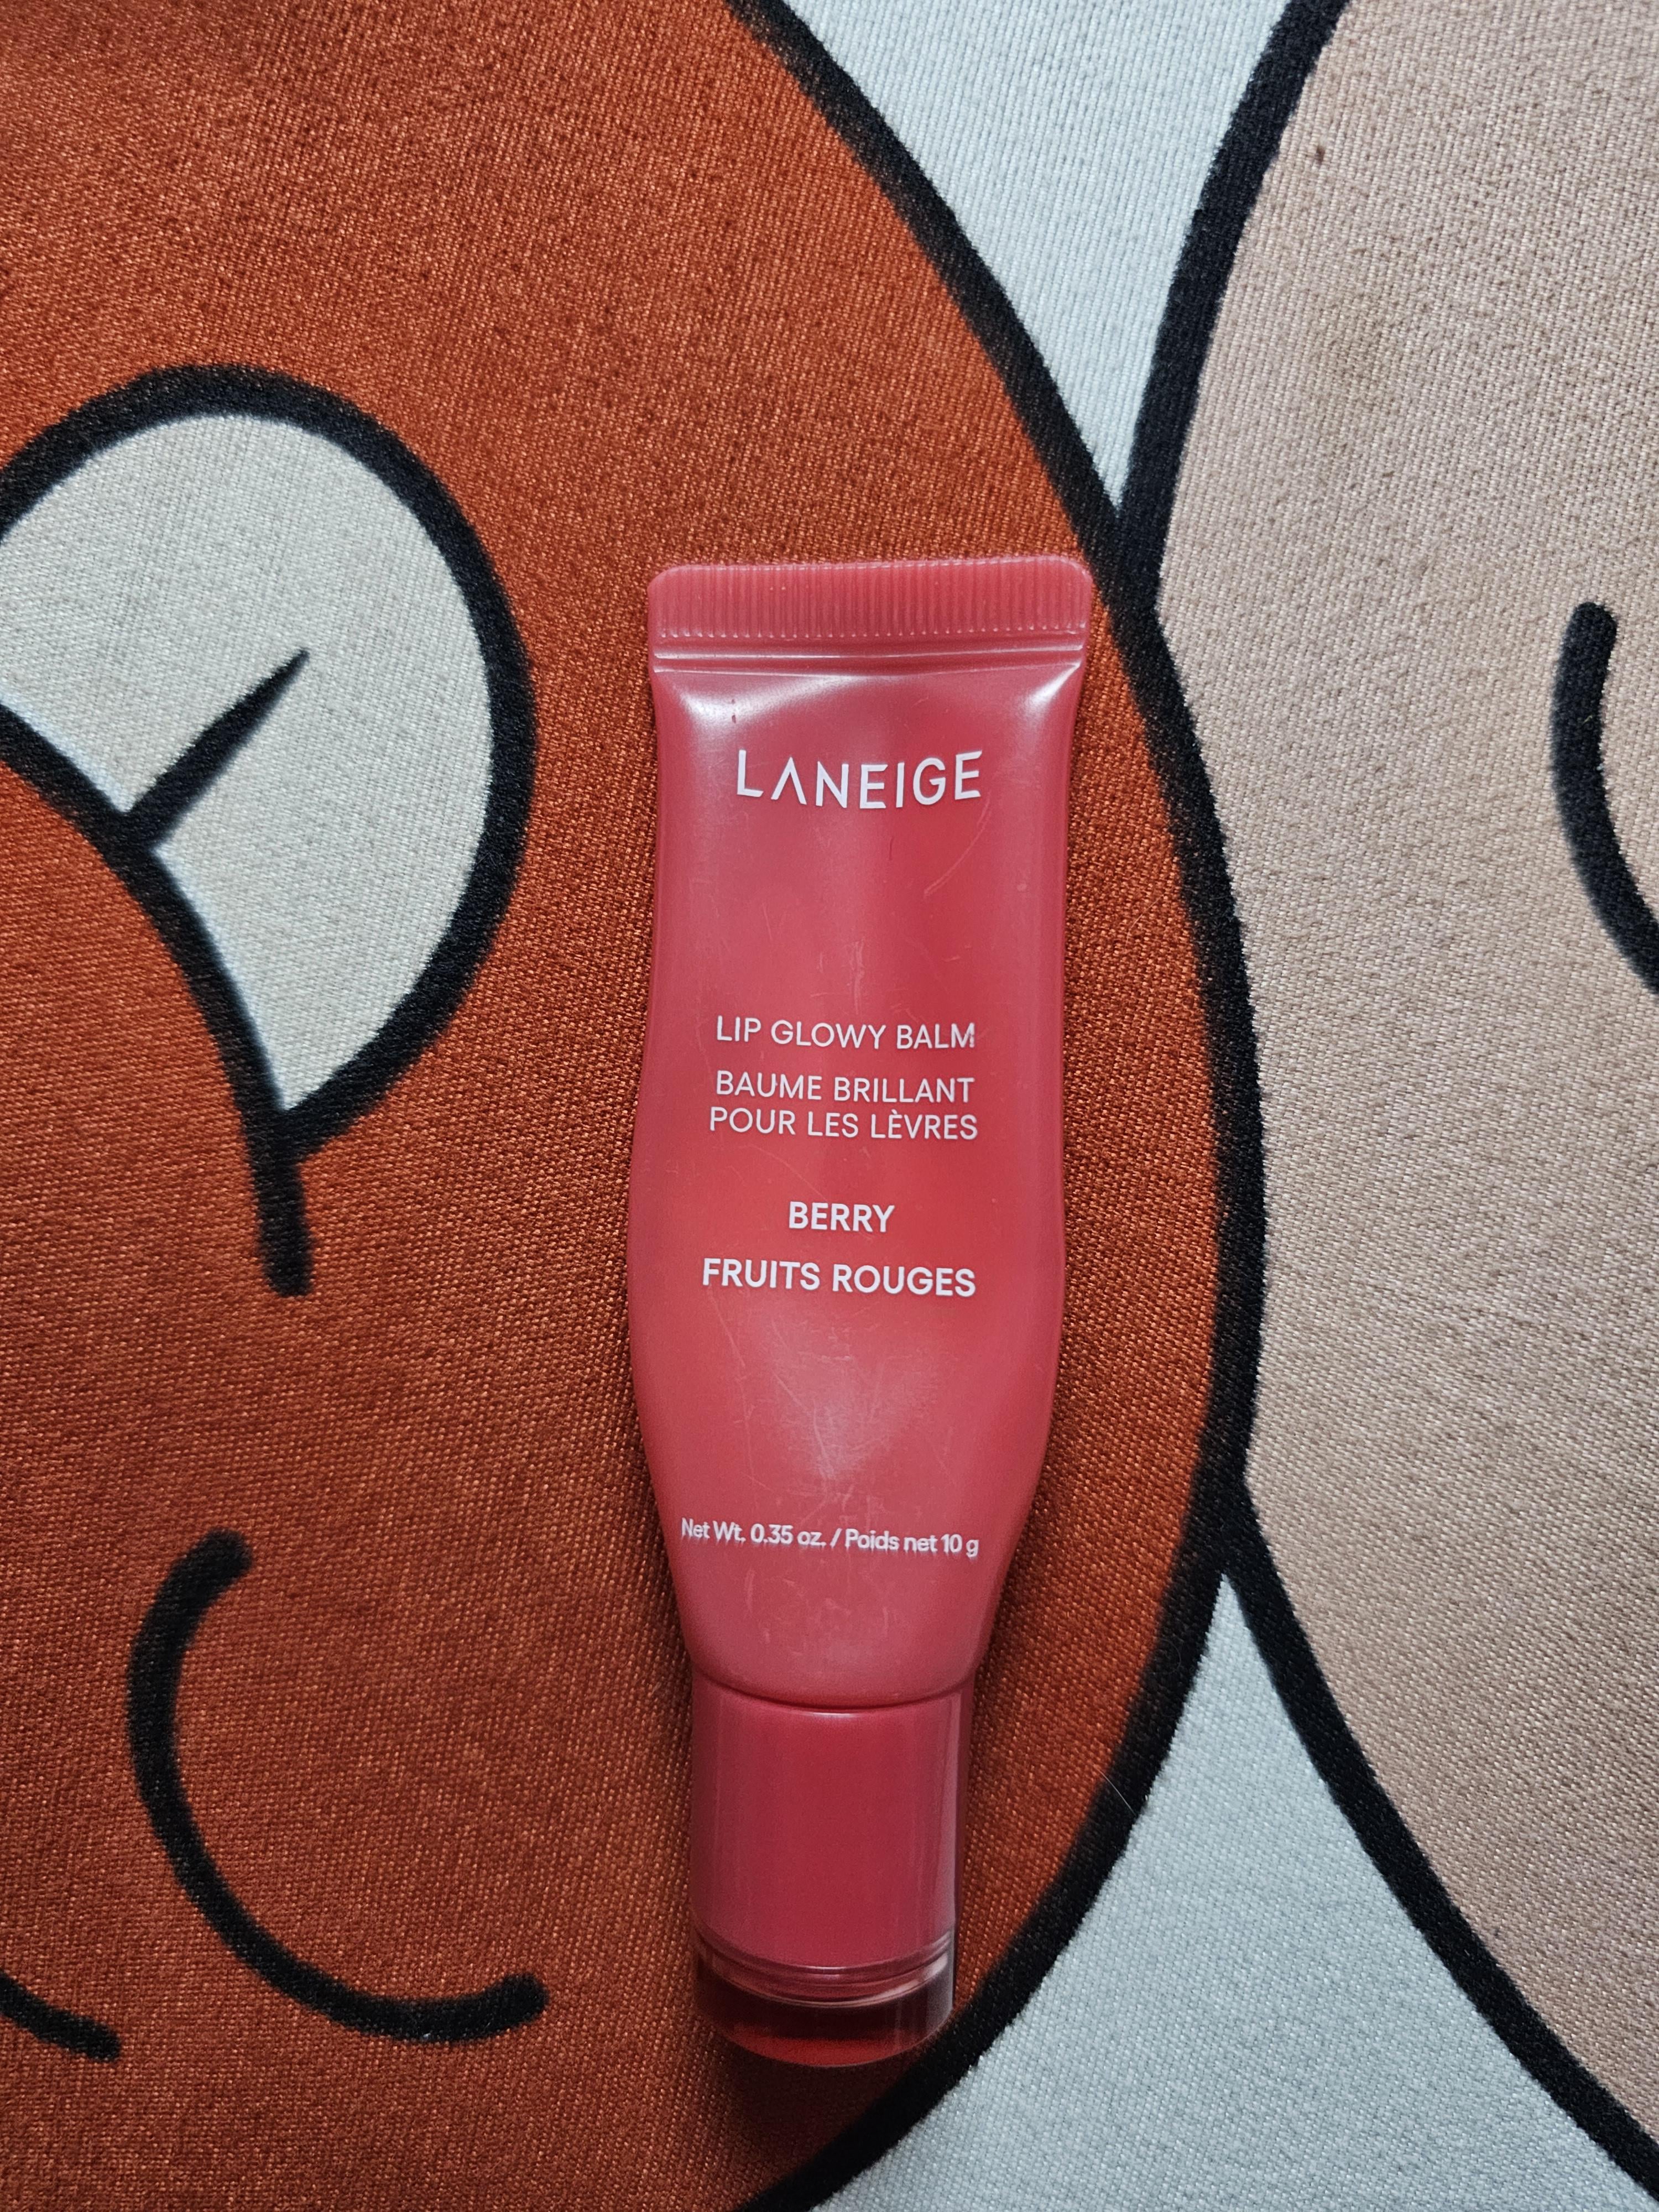 LANEIGE
LIP GLOWY BALM
BAUME BRILLANT
POUR LES LÈVRES
BERRY
FRUITS ROUGES
Net Wt. 0.35 oz. / Poids net 10 g